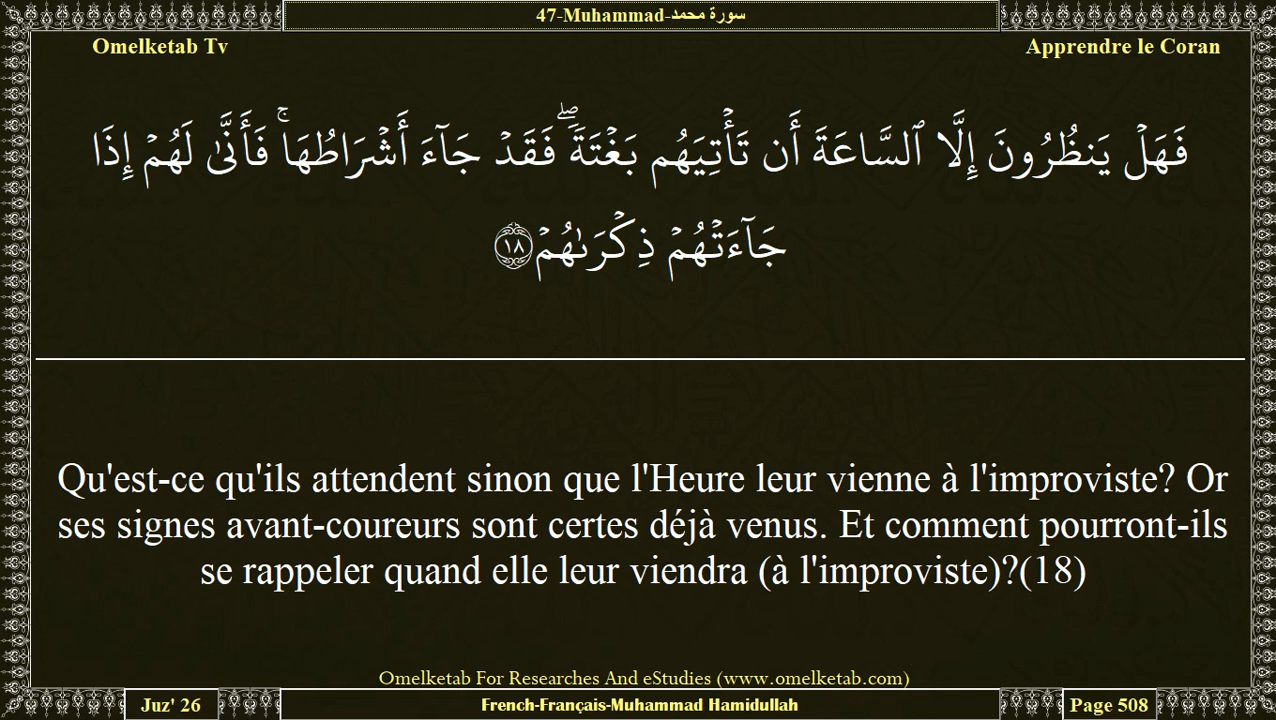 47-Muhammad-سورة محمد
Omelketab Tv
Apprendre le Coran
فَهَلۡ يَنظُرُونَ إِلَّا ٱلسَّاعَةَ أَن تَأۡتِيَهُم بَغۡتَةٗۖ فَقَدۡ جَآءَ أَشۡرَاطُهَاۚ فَأَنَّىٰ لَهُمۡ إِذَا
جَآءَتۡهُمۡ ذِكۡرَىٰهُمۡ ١٨
Qu'est-ce qu'ils attendent sinon que l'Heure leur vienne à l'improviste? Or
ses signes avant-coureurs sont certes déjà venus. Et comment pourront-ils
se rappeler quand elle leur viendra (à l'improviste)?(18)
Omelketab For Researches And eStudies (www.omelketab.com)
Juz' 26
French-Français-Muhammad Hamidullah
Page 508